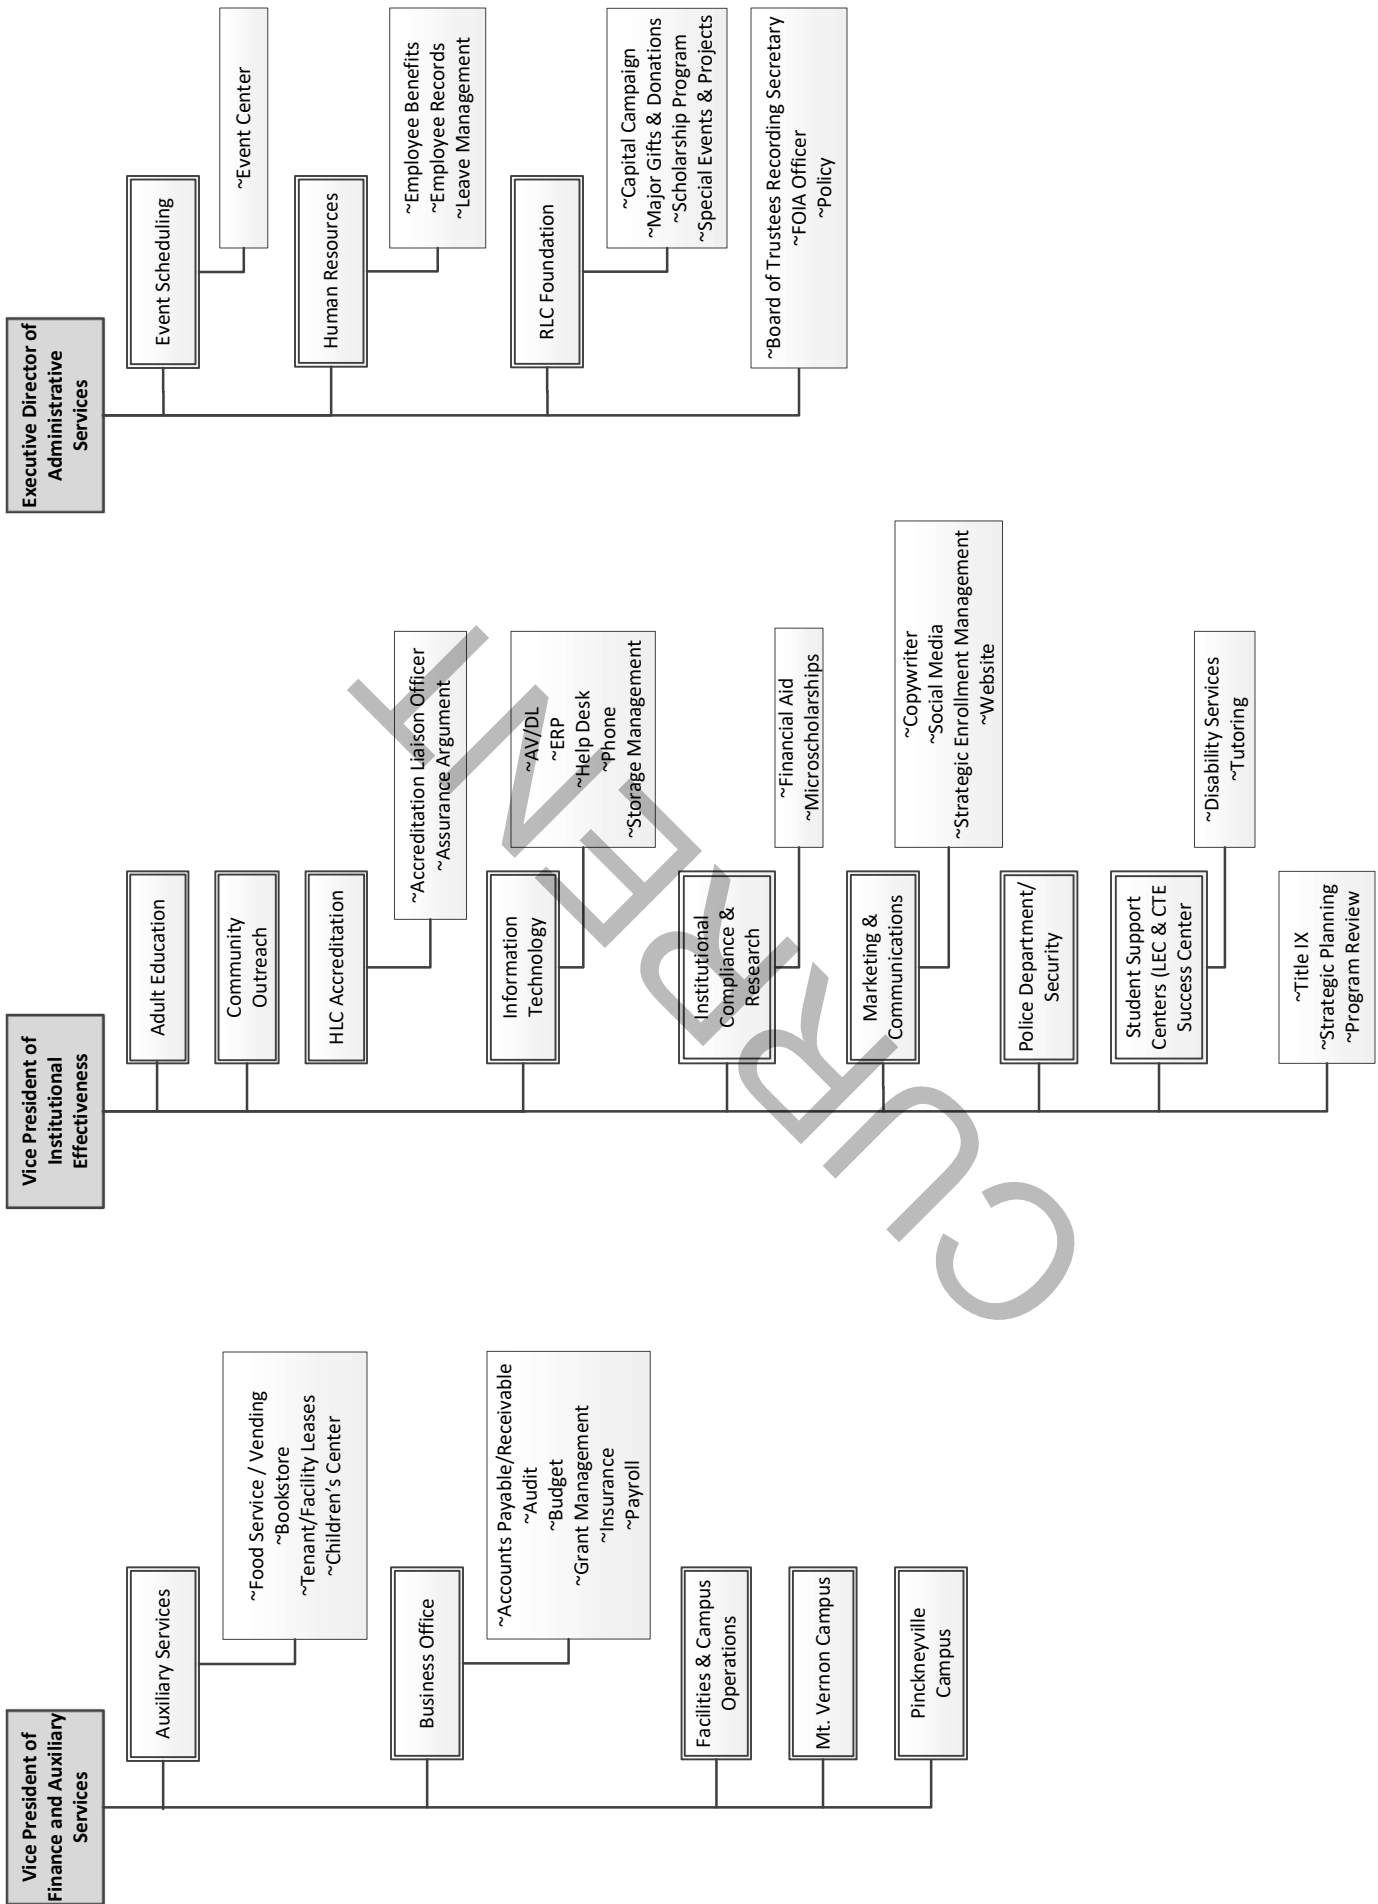 Vice President of
Finance and Auxiliary
Services
Auxiliary Services
~Food Service / Vending
~Bookstore
~Tenant/Facility Leases
~Children's Center
Business Office
~Accounts Payable/Receivable
~Audit
~Budget
~Grant Management
~Insurance
~Payroll
Facilities & Campus
Operations
Mt. Vernon Campus
Pinckneyville
Campus
Vice President of
Institutional
Effectiveness
Adult Education
Community
Outreach
HLC Accreditation
~Accreditation Liaison Officer
~Assurance Argument
Information
Technology
~AV/DL
~ERP
~Help Desk
~Phone
~Storage Management
Institutional
Compliance &
Research
~Financial Aid
~Microscholarships
Marketing &
Communications
~Copywriter
~Social Media
~Strategic Enrollment Management
~Website
Police Department/
Security
Student Support
Centers (LEC & CTE
Success Center
~Disability Services
~Tutoring
~Title IX
~Strategic Planning
~Program Review
Executive Director of
Administrative
Services
Event Scheduling
~Event Center
Human Resources
~Employee Benefits
~Employee Records
~Leave Management
RLC Foundation
~Capital Campaign
~Major Gifts & Donations
~Scholarship Program
~Special Events & Projects
~Board of Trustees Recording Secretary
~FOIA Officer
~Policy
CURRENT